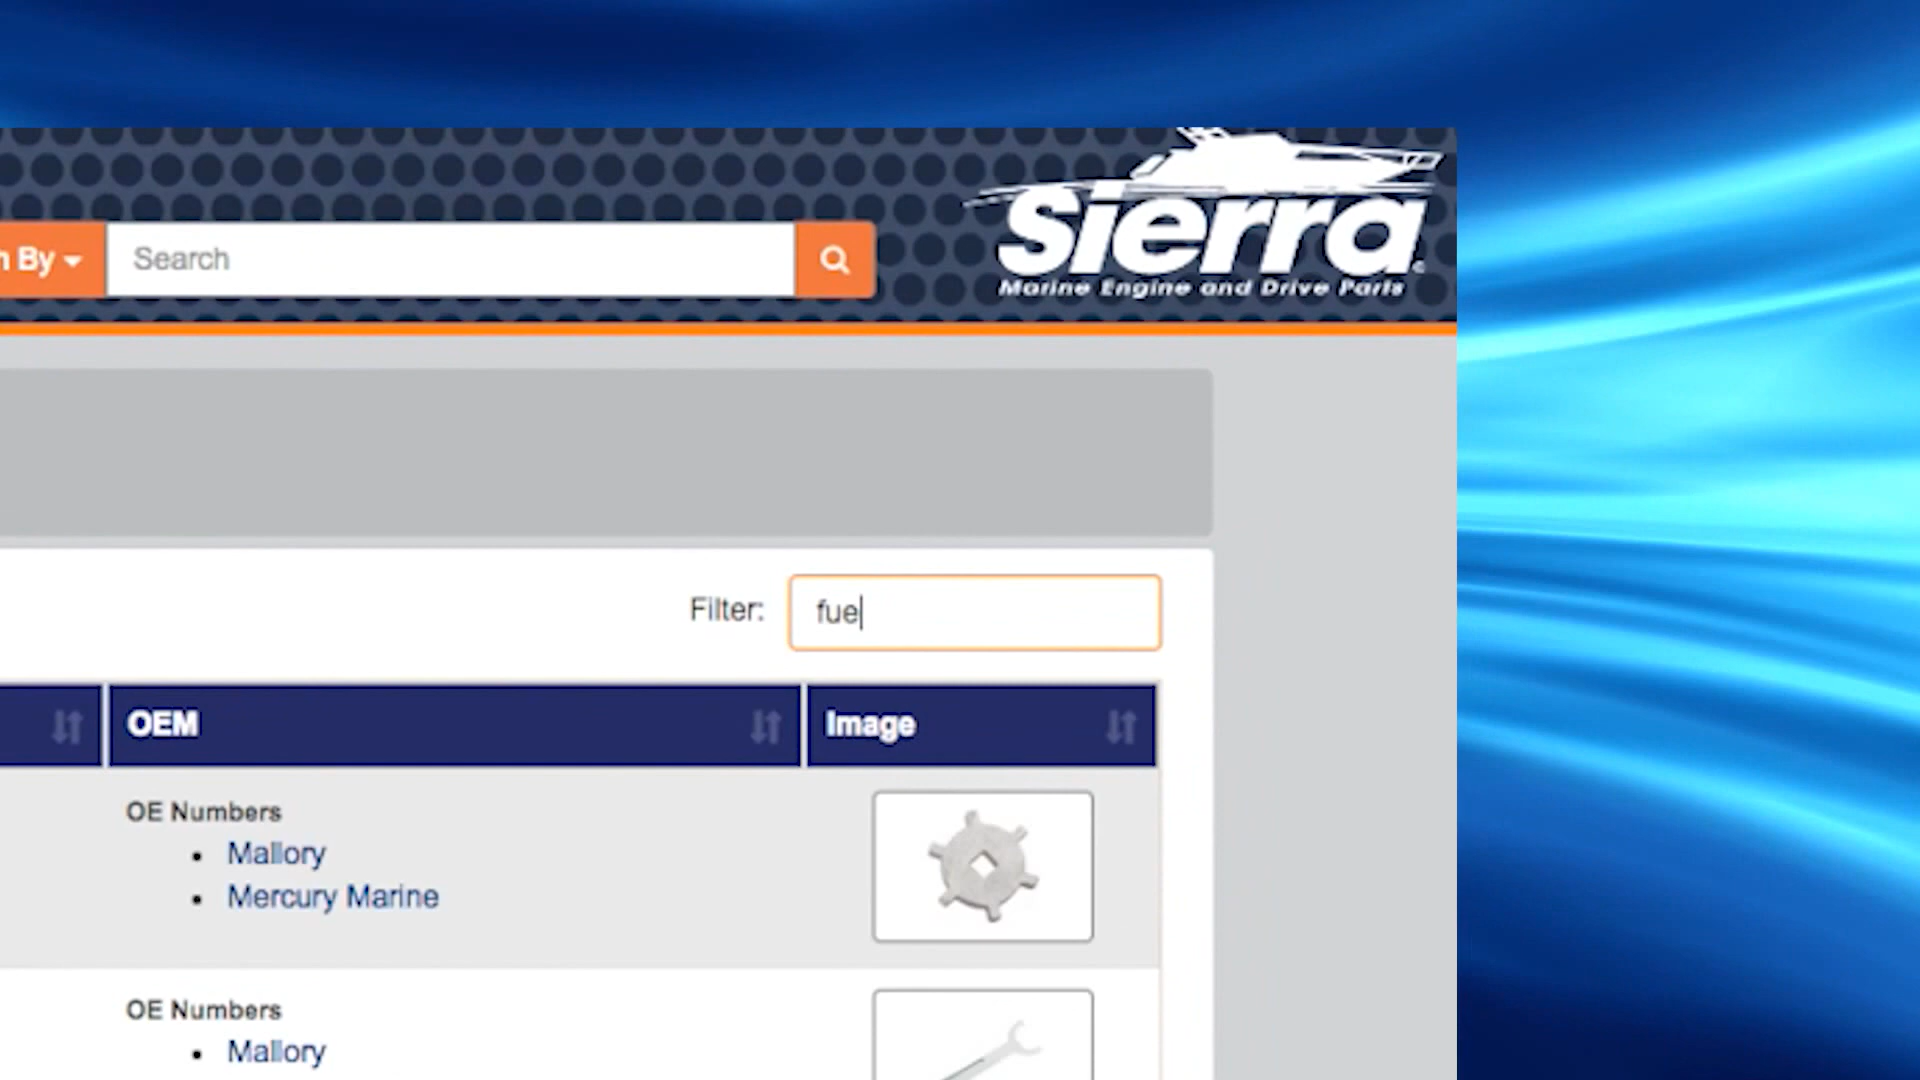 n By
Search
Sierra
Marine Engine and Drive Parts
Filter:
fue
OEM
Image
OE Numbers
Mallory
Mercury Marine
OE Numbers
Mallory